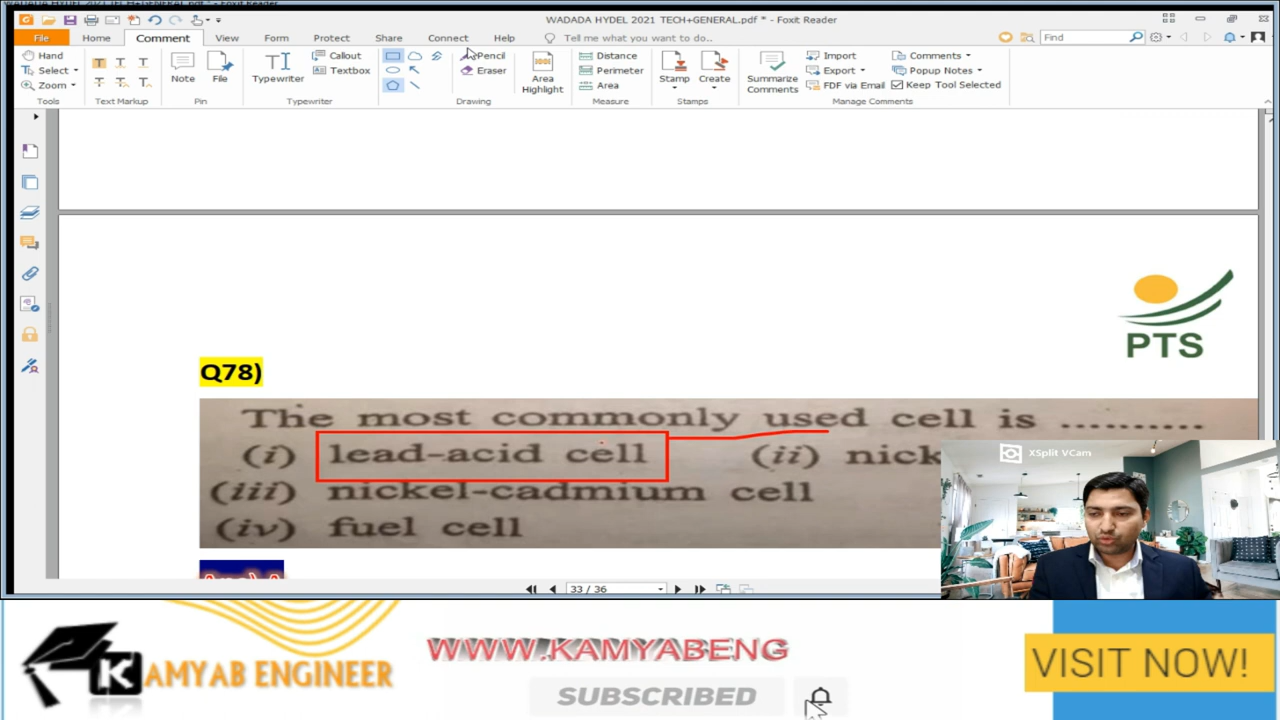 WADADA HYDEL 2021 TECH+GENERAL.pdf * - Foxit Reader
File Home Comment View Form Protect Share Connect Help Tell me what you want to do.. Find
Hand Select Zoom Tools
Text Markup
Note File Pin
Typewriter Callout Textbox Typewriter
Pencil Eraser Drawing
Area Highlight
Distance Perimeter Area Measure
Stamp Create Stamps
Summarize Comments Import Export FDF via Email Comments Popup Notes Keep Tool Selected Manage Comments
PTS
Q78)
The most commonly used cell is ..........
(i) lead-acid cell (ii) nick
(iii) nickel-cadmium cell
(iv) fuel cell
XSplit VCam
33 / 36
KAMYAB ENGINEER
WWW.KAMYABENG
SUBSCRIBED
VISIT NOW!